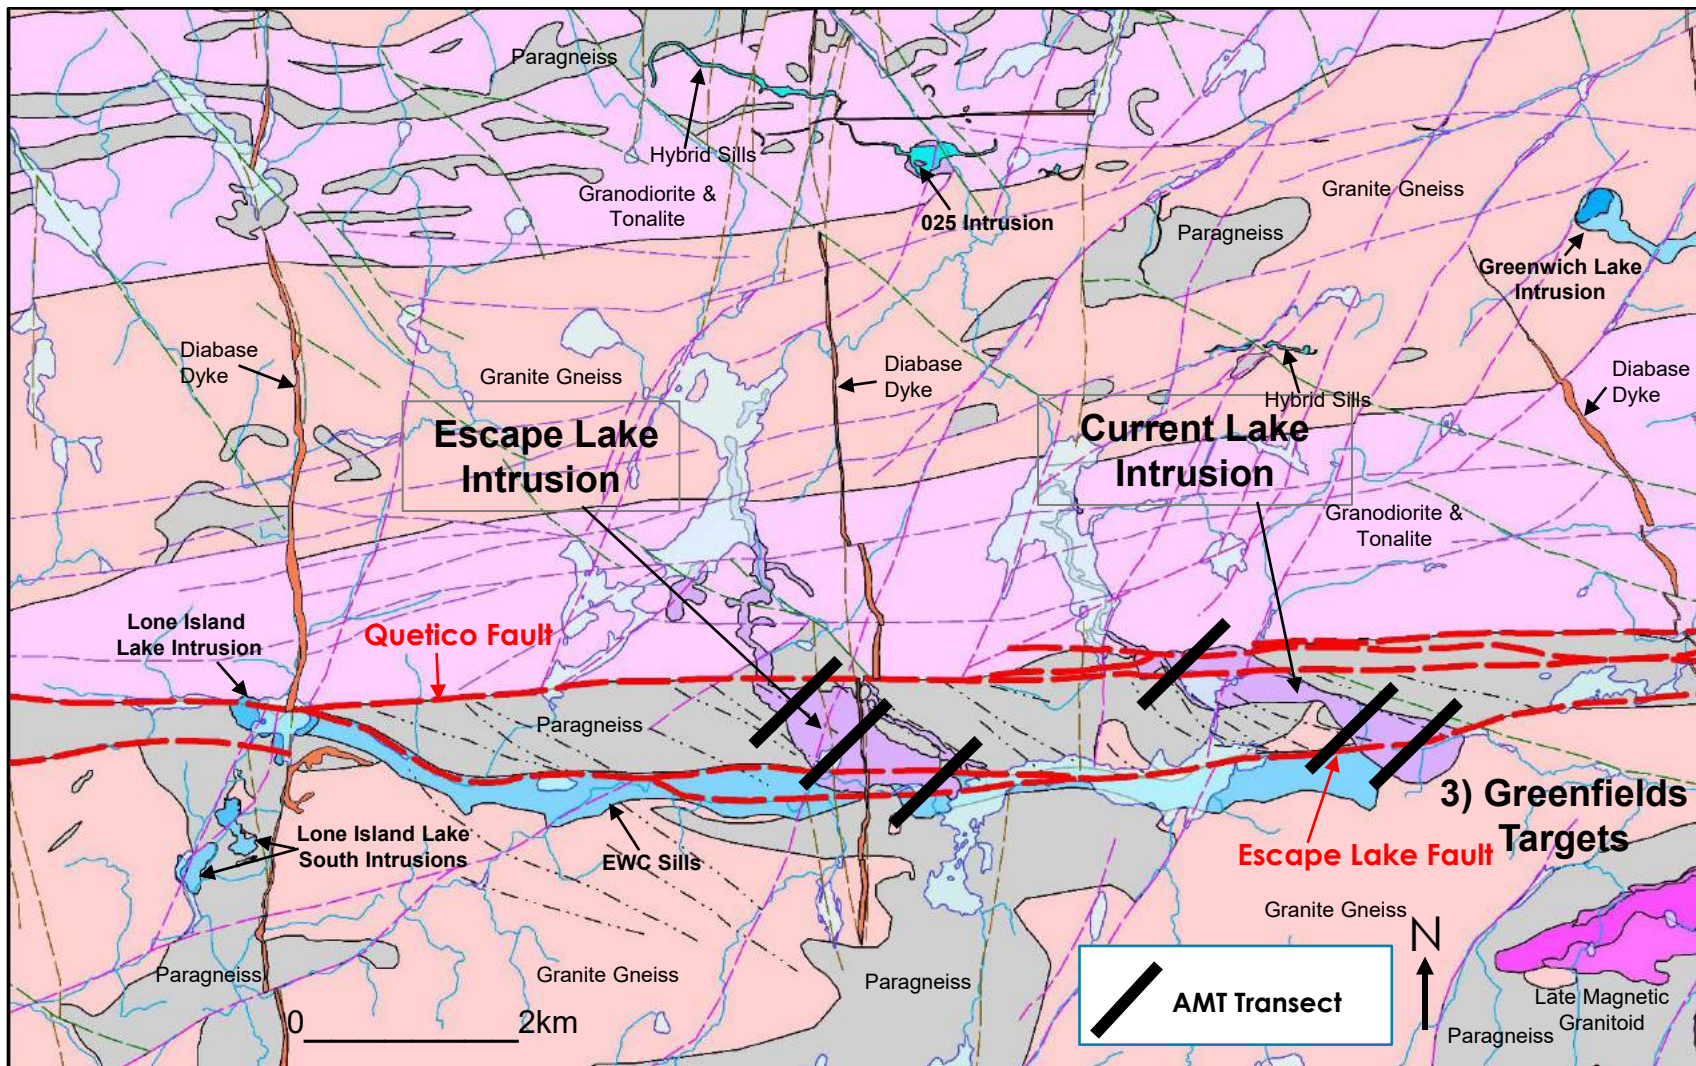 Paragneiss
Hybrid Sills
Granodiorite &
Tonalite
025 Intrusion
Granite Gneiss
Paragneiss
Greenwich Lake
Intrusion
Diabase
Dyke
Granite Gneiss
Diabase
Dyke
Hybrid Sills
Diabase
Dyke
Escape Lake
Intrusion
Current Lake
Intrusion
Granodiorite &
Tonalite
Lone Island
Lake Intrusion
Quetico Fault
Paragneiss
3) Greenfields
Targets
Lone Island Lake
South Intrusions
EWC Sills
Escape Lake Fault
Granite Gneiss
N
Paragneiss
Granite Gneiss
Paragneiss
AMT Transect
Late Magnetic
Granitoid
Paragneiss
0 2km